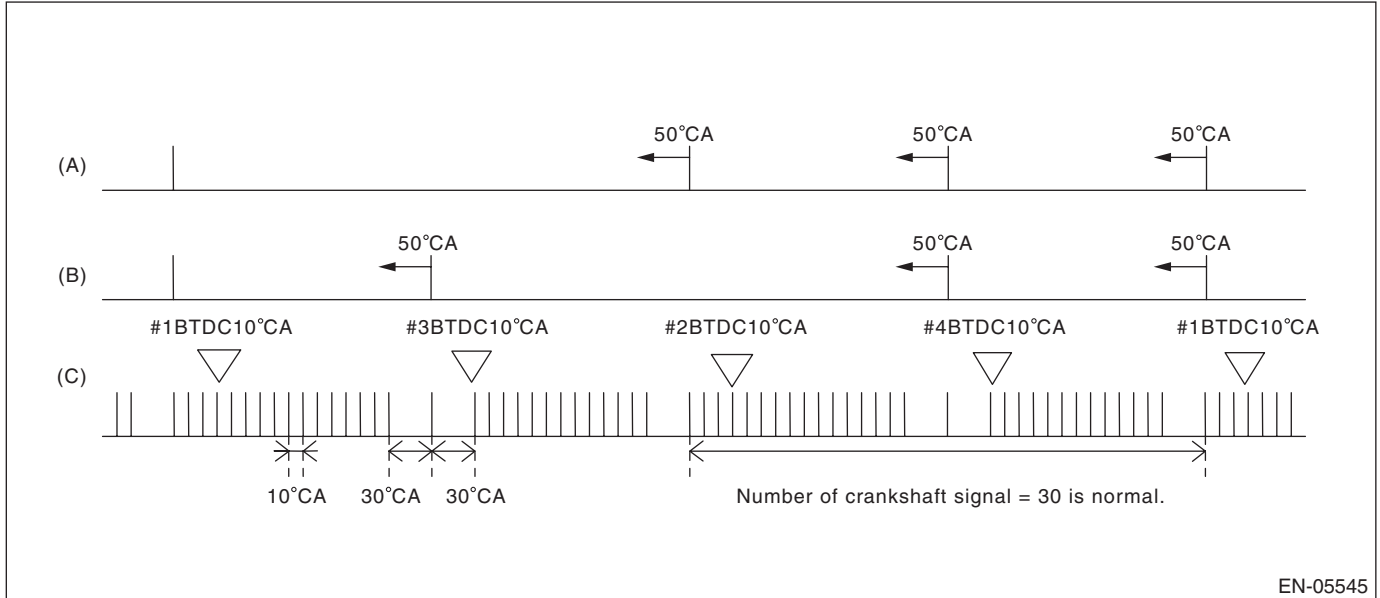 50°CA 50°CA 50°CA
(A)
50°CA 50°CA 50°CA
(B)
#1BTDC10°CA #3BTDC10°CA #2BTDC10°CA #4BTDC10°CA #1BTDC10°CA
(C)
10°CA 30°CA 30°CA Number of crankshaft signal = 30 is normal.
EN-05545